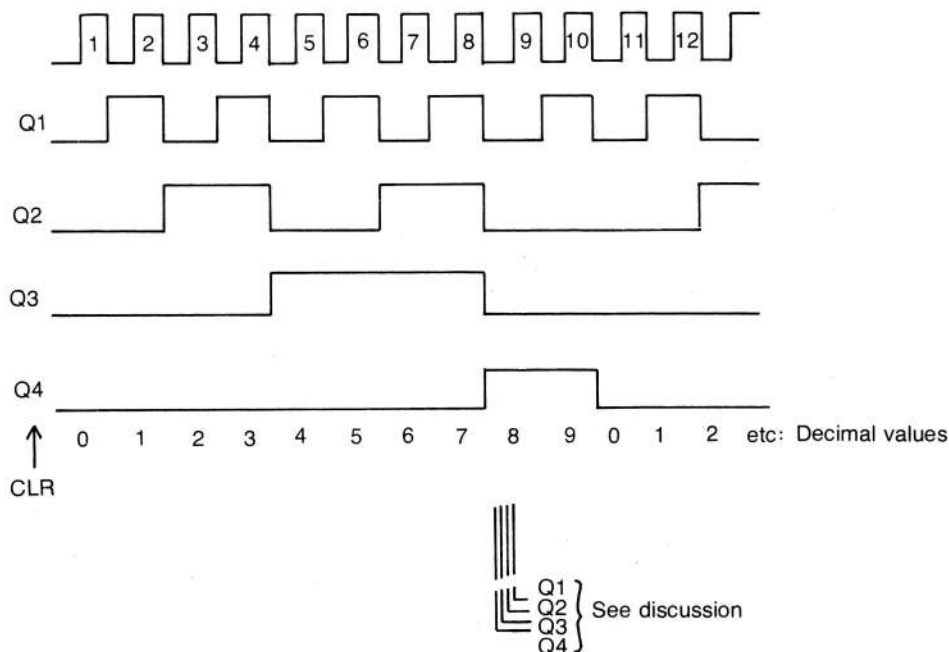 1 2 3 4 5 6 7 8 9 10 11 12
Q1
Q2
Q3
Q4
0 1 2 3 4 5 6 7 8 9 0 1 2 etc: Decimal values
CLR
Q1
Q2
Q3
Q4
See discussion